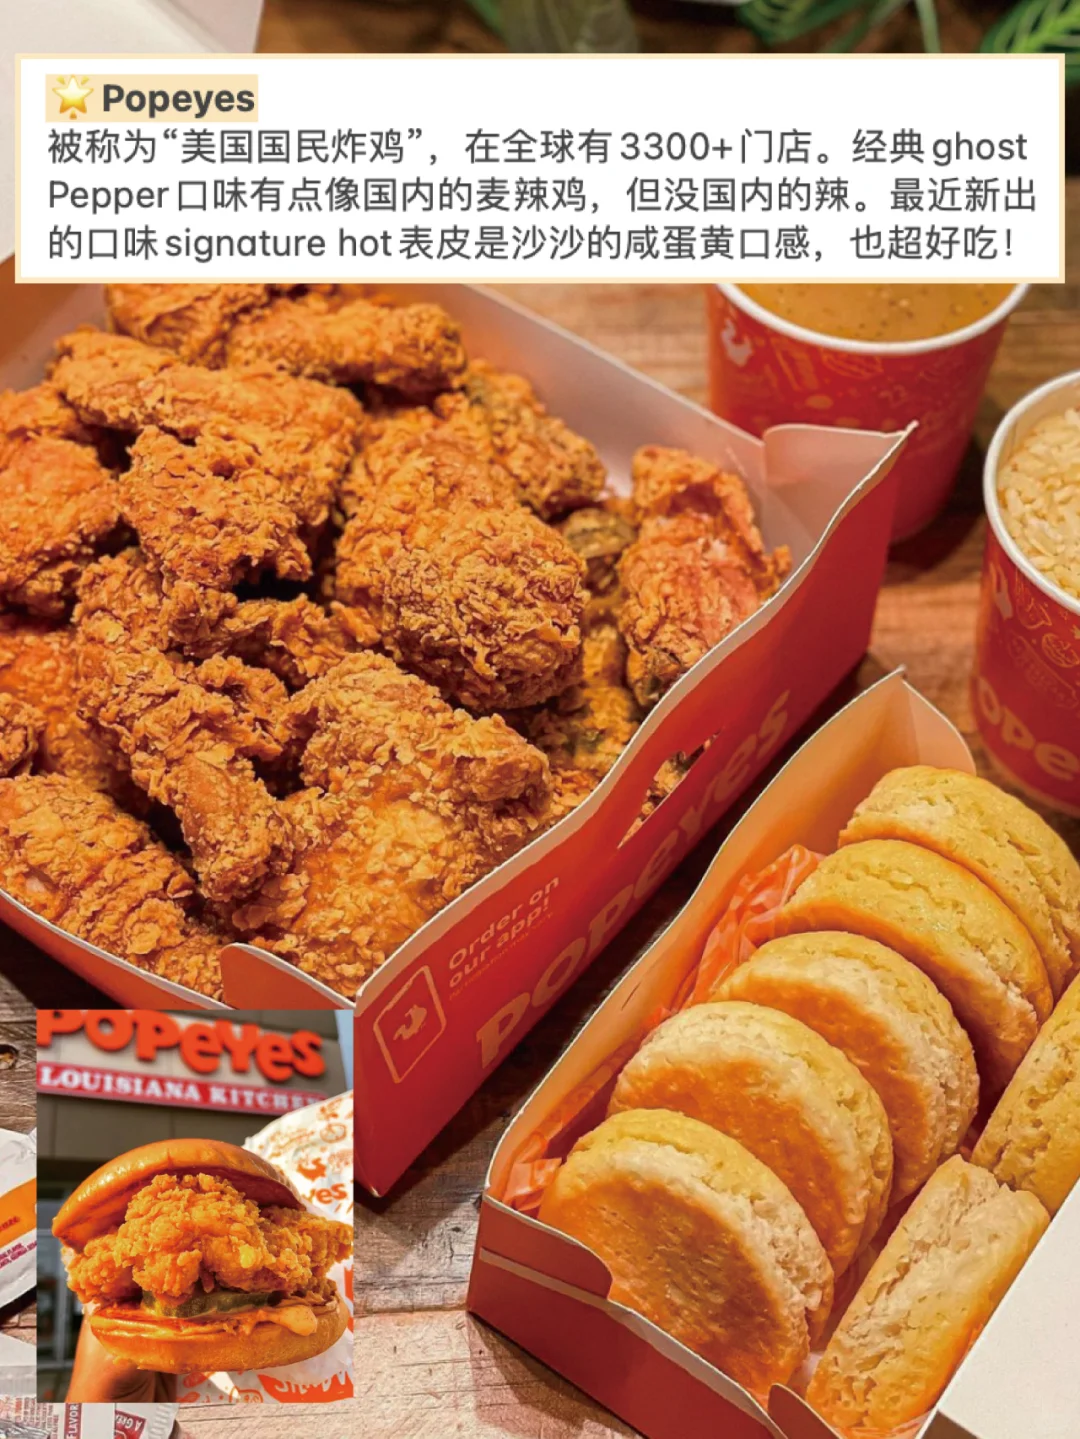 🌟Popeyes
被称为“美国国民炸鸡”，在全球有3300+门店。经典ghost
Pepper口味有点像国内的麦辣鸡，但没国内的辣。最近新出
的口味signature hot表皮是沙沙的咸蛋黄口感，也超好吃！
Order on
our app!
POPEYES
POPEYES
LOUISIANA KITCHEN